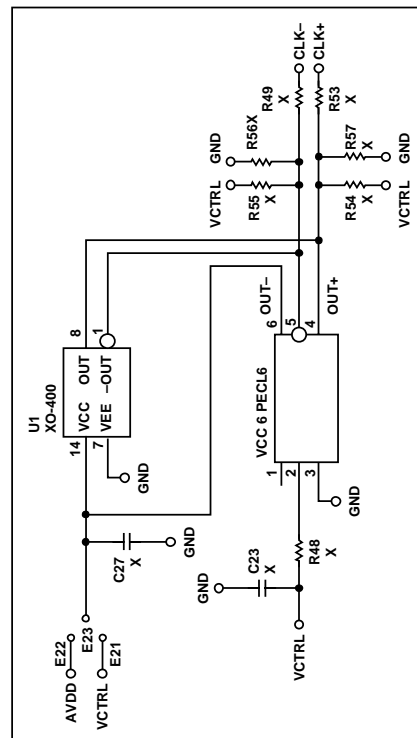 CLK–
CLK+
R49
X
R53
X
R56X
GND
R57
X
GND
VCTRL
R55
X
R54
X
VCTRL
U1
XO-400
14
VCC
OUT
8
7
VEE
–OUT
1
GND
OUT–
6
5
4
OUT+
VCC 6 PECL6
1
2
3
GND
C27
X
GND
R48
X
GND
C23
X
VCTRL
E22
AVDD
E23
VCTRL
E21